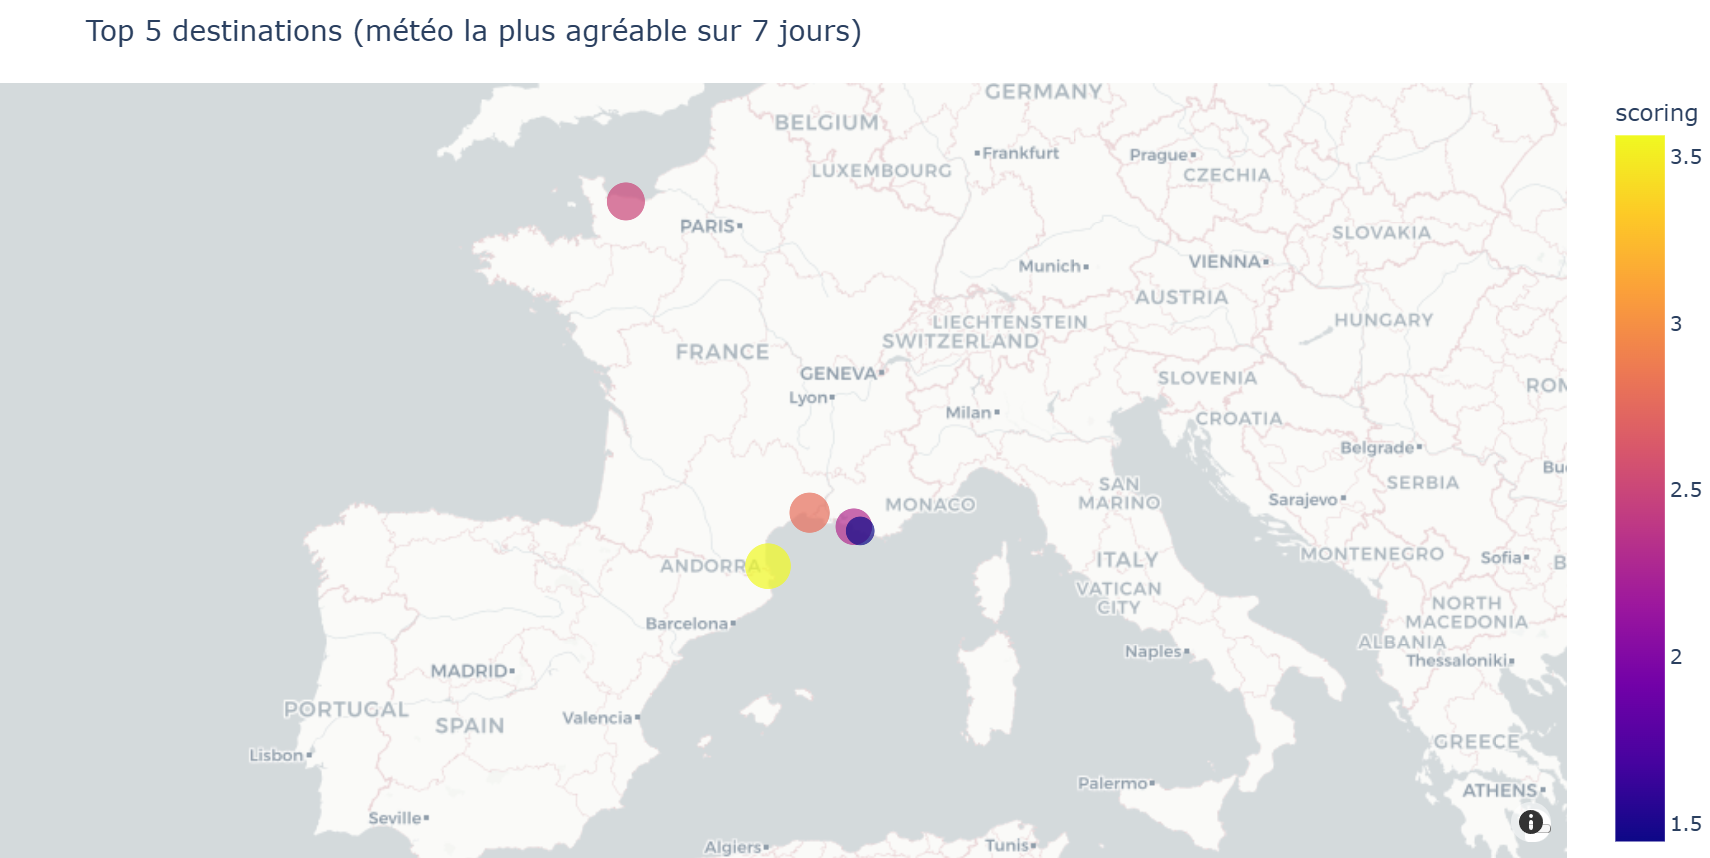 Top 5 destinations (météo la plus agréable sur 7 jours)
scoring
3.5
3
2.5
2
1.5
GERMANY
BELGIUM
Frankfurt
Prague
LUXEMBOURG
CZECHIA
PARIS
SLOVAKIA
Munich
VIENNA
AUSTRIA
LIECHTENSTEIN
HUNGARY
SWITZERLAND
FRANCE
GENEVA
SLOVENIA
Lyon
Milan
CROATIA
Belgrade
SAN
MARINO
SERBIA
MONACO
Sarajevo
ITALY
MONTENEGRO
Sofia
ANDORRA
VATICAN
CITY
NORTH
MACEDONIA
Barcelona
ALBANIA
Naples
Thessaloniki
MADRID
PORTUGAL
SPAIN
Valencia
GREECE
Lisbon
Palermo
ATHENS
Seville
Algiers
Tunis